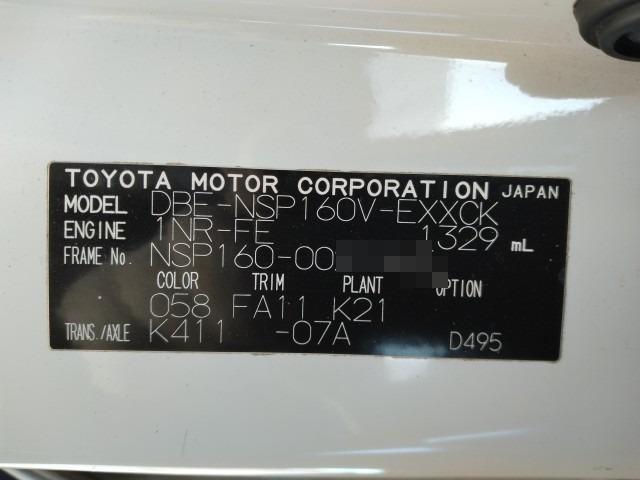 TOYOTA MOTOR CORPORATION JAPAN
MODEL DBE-NSP160V-EXXCK
ENGINE 1NR-FE 1329 mL
FRAME No. NSP160-00
COLOR TRIM PLANT OPTION
058 FA11 K21
TRANS./AXLE K411 -07A D495